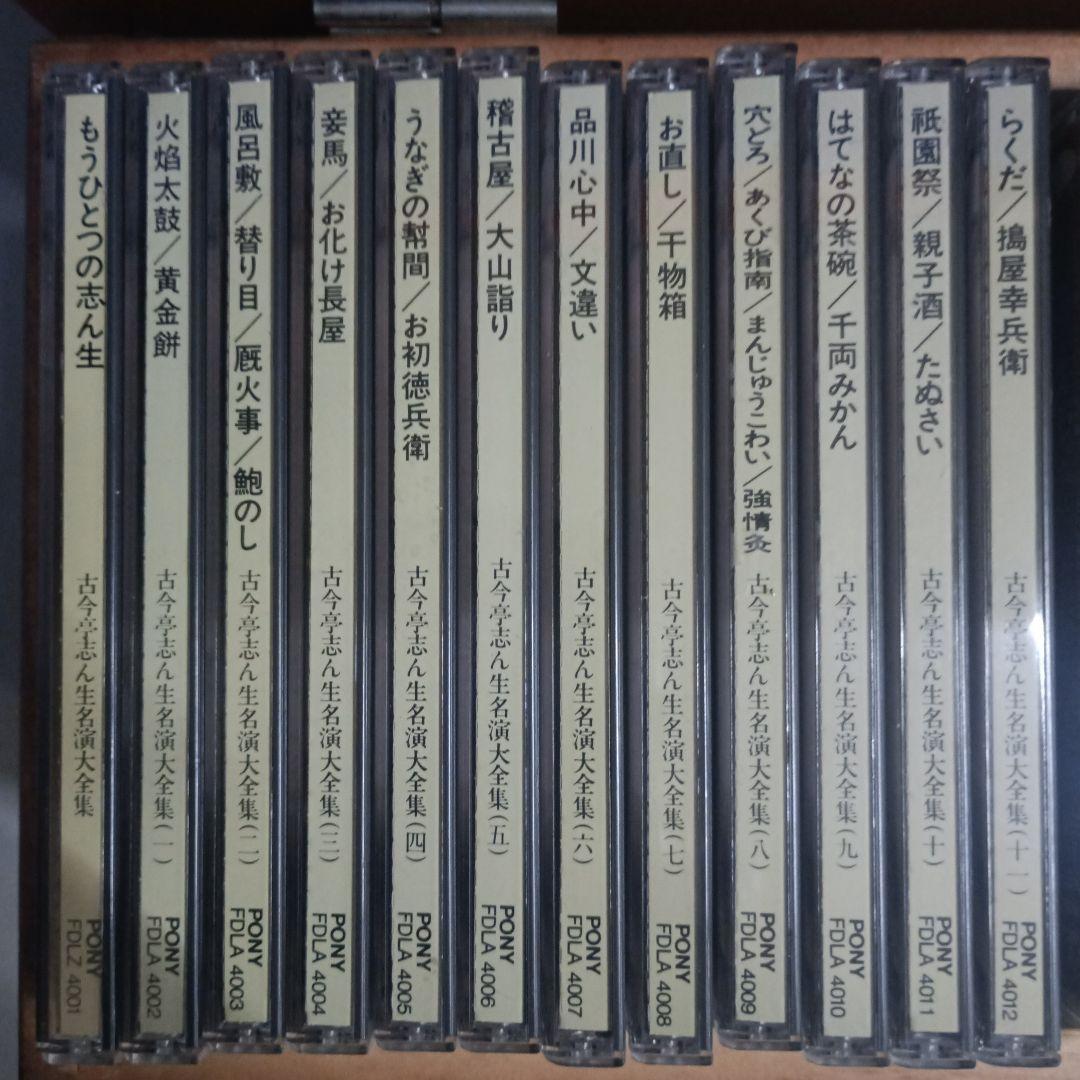 もうひとつの志ん生
古今亭志ん生名演大全集
PONY
FDLZ 4001
火焔太鼓/黄金餅
古今亭志ん生名演大全集(一)
PONY
FDLA 4002
風呂敷/替り目/厩火事/鮑のし
古今亭志ん生名演大全集(二)
PONY
FDLA 4003
妾馬/お化け長屋
古今亭志ん生名演大全集(三)
PONY
FDLA 4004
うなぎの幇間/お初徳兵衛
古今亭志ん生名演大全集(四)
PONY
FDLA 4005
稽古屋/大山詣り
古今亭志ん生名演大全集(五)
PONY
FDLA 4006
品川心中/文違い
古今亭志ん生名演大全集(六)
PONY
FDLA 4007
お直し/干物箱
古今亭志ん生名演大全集(七)
PONY
FDLA 4008
穴どろ/あくび指南/まんじゅうこわい/強情灸
古今亭志ん生名演大全集(八)
PONY
FDLA 4009
はてなの茶碗/千両みかん
古今亭志ん生名演大全集(九)
PONY
FDLA 4010
祇園祭/親子酒/たぬさい
古今亭志ん生名演大全集(十)
PONY
FDLA 4011
らくだ/搗屋幸兵衛
古今亭志ん生名演大全集(十一)
PONY
FDLA 4012